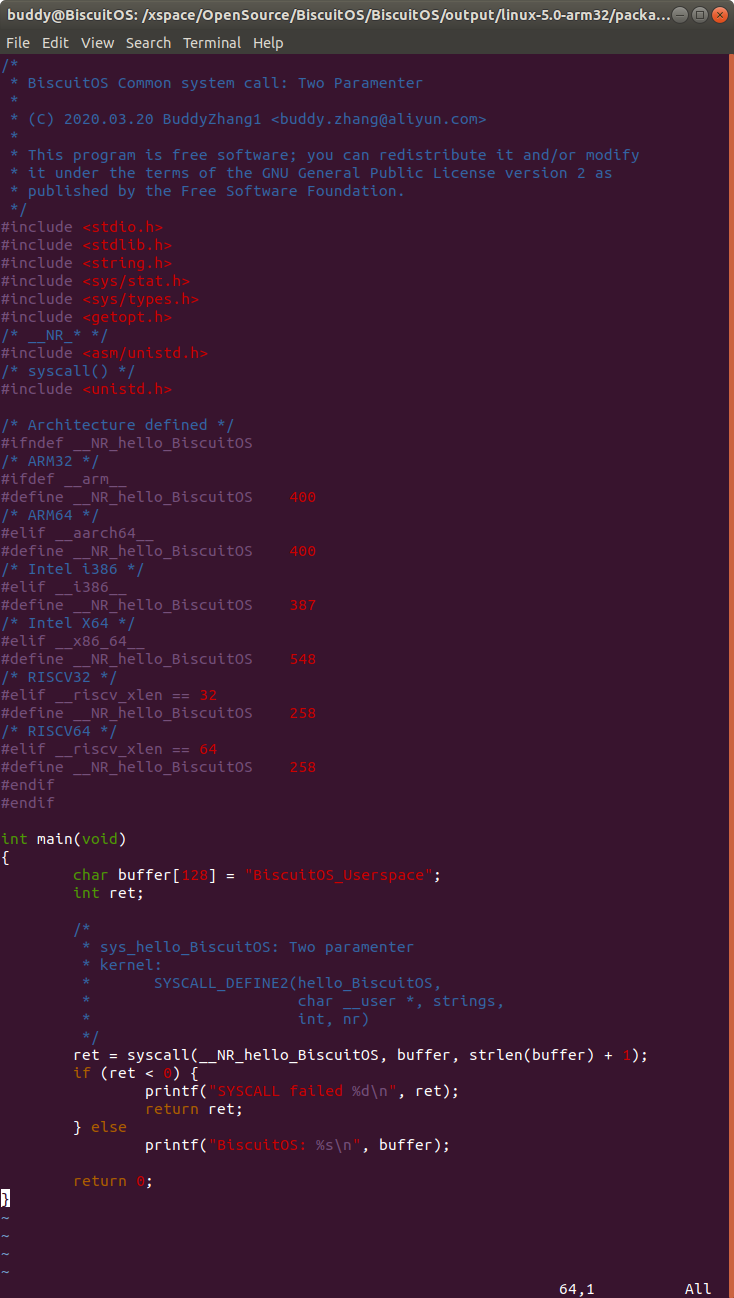 buddy@BiscuitOS: /xspace/OpenSource/BiscuitOS/BiscuitOS/output/linux-5.0-arm32/packa...
File Edit View Search Terminal Help
/*
 * BiscuitOS Common system call: Two Paramenter
 *
 * (C) 2020.03.20 BuddyZhang1 <buddy.zhang@aliyun.com>
 *
 * This program is free software; you can redistribute it and/or modify
 * it under the terms of the GNU General Public License version 2 as
 * published by the Free Software Foundation.
 */
#include <stdio.h>
#include <stdlib.h>
#include <string.h>
#include <sys/stat.h>
#include <sys/types.h>
#include <getopt.h>
/* __NR_* */
#include <asm/unistd.h>
/* syscall() */
#include <unistd.h>

/* Architecture defined */
#ifndef __NR_hello_BiscuitOS
/* ARM32 */
#ifdef __arm__
#define __NR_hello_BiscuitOS    400
/* ARM64 */
#elif __aarch64__
#define __NR_hello_BiscuitOS    400
/* Intel i386 */
#elif __i386__
#define __NR_hello_BiscuitOS    387
/* Intel X64 */
#elif __x86_64__
#define __NR_hello_BiscuitOS    548
/* RISCV32 */
#elif __riscv_xlen == 32
#define __NR_hello_BiscuitOS    258
/* RISCV64 */
#elif __riscv_xlen == 64
#define __NR_hello_BiscuitOS    258
#endif
#endif

int main(void)
{
        char buffer[128] = "BiscuitOS_Userspace";
        int ret;

        /*
         * sys_hello_BiscuitOS: Two paramenter
         * kernel:
         *       SYSCALL_DEFINE2(hello_BiscuitOS,
         *                       char __user *, strings,
         *                       int, nr)
         */
        ret = syscall(__NR_hello_BiscuitOS, buffer, strlen(buffer) + 1);
        if (ret < 0) {
                printf("SYSCALL failed %d\n", ret);
                return ret;
        } else
                printf("BiscuitOS: %s\n", buffer);

        return 0;
}
~
~
~
~
64,1          All